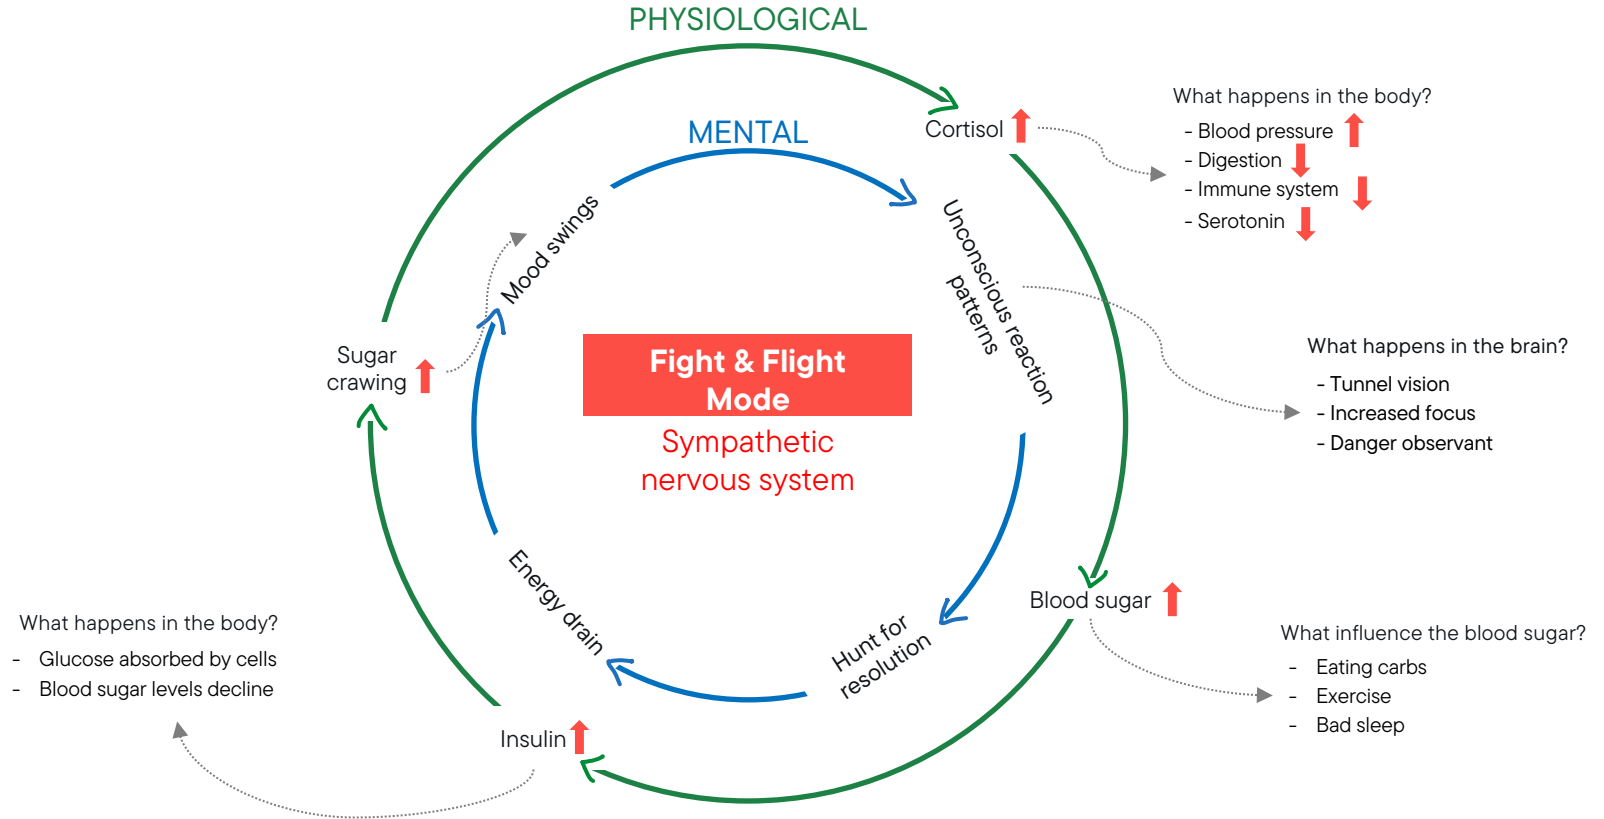 PHYSIOLOGICAL
MENTAL
Cortisol
What happens in the body?
- Blood pressure
- Digestion
- Immune system
- Serotonin
Mood swings
Unconscious reaction
patterns
Fight & Flight
Mode
Sympathetic
nervous system
Sugar
crawing
What happens in the brain?
- Tunnel vision
- Increased focus
- Danger observant
Energy drain
Hunt for
resolution
Blood sugar
What influence the blood sugar?
- Eating carbs
- Exercise
- Bad sleep
What happens in the body?
- Glucose absorbed by cells
- Blood sugar levels decline
Insulin